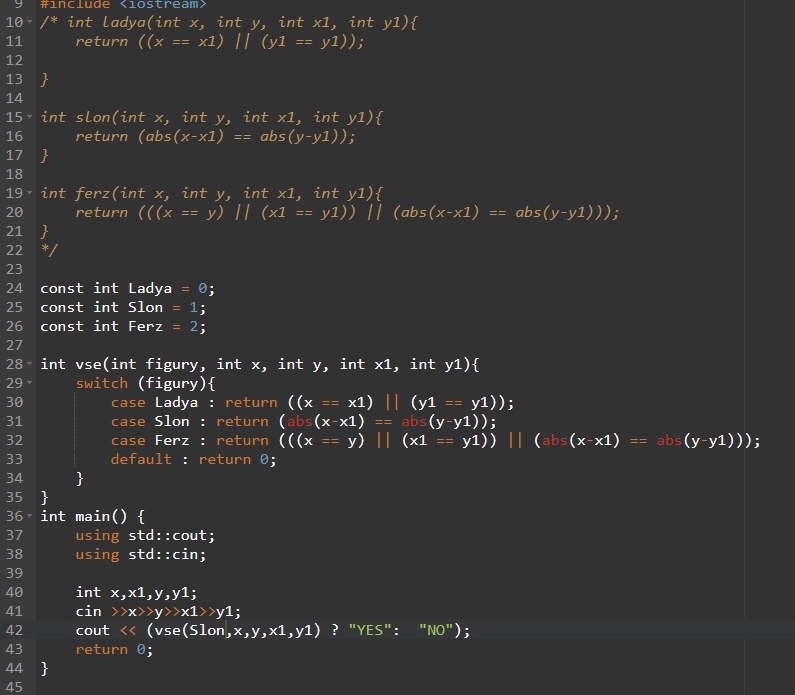 9 #include <iostream>
10 /* int ladya(int x, int y, int x1, int y1){
11 return ((x == x1) || (y1 == y1));
12
13 }
14
15 int slon(int x, int y, int x1, int y1){
16 return (abs(x-x1) == abs(y-y1));
17 }
18
19 int ferz(int x, int y, int x1, int y1){
20 return (((x == y) || (x1 == y1)) || (abs(x-x1) == abs(y-y1)));
21 }
22 */
23
24 const int Ladya = 0;
25 const int Slon = 1;
26 const int Ferz = 2;
27
28 int vse(int figury, int x, int y, int x1, int y1){
29 switch (figury){
30 case Ladya : return ((x == x1) || (y1 == y1));
31 case Slon : return (abs(x-x1) == abs(y-y1));
32 case Ferz : return (((x == y) || (x1 == y1)) || (abs(x-x1) == abs(y-y1)));
33 default : return 0;
34 }
35 }
36 int main() {
37 using std::cout;
38 using std::cin;
39
40 int x,x1,y,y1;
41 cin >>x>>y>>x1>>y1;
42 cout << (vse(Slon,x,y,x1,y1) ? "YES":  "NO");
43 return 0;
44 }
45